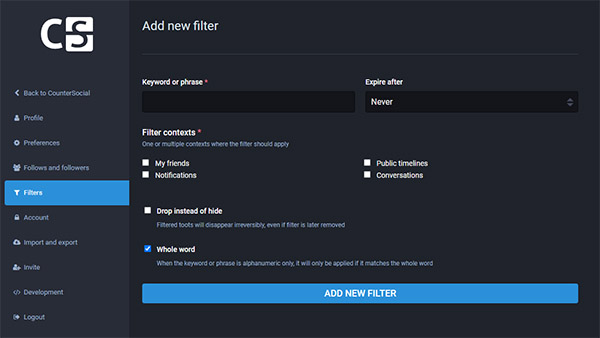 CS
Add new filter
Keyword or phrase *
Expire after
Never
Back to CounterSocial
Profile
Preferences
Follows and followers
Filters
Account
Import and export
Invite
Development
Logout
Filter contexts *
One or multiple contexts where the filter should apply
My friends
Public timelines
Notifications
Conversations
Drop instead of hide
Filtered toots will disappear irreversibly, even if filter is later removed
Whole word
When the keyword or phrase is alphanumeric only, it will only be applied if it matches the whole word
ADD NEW FILTER